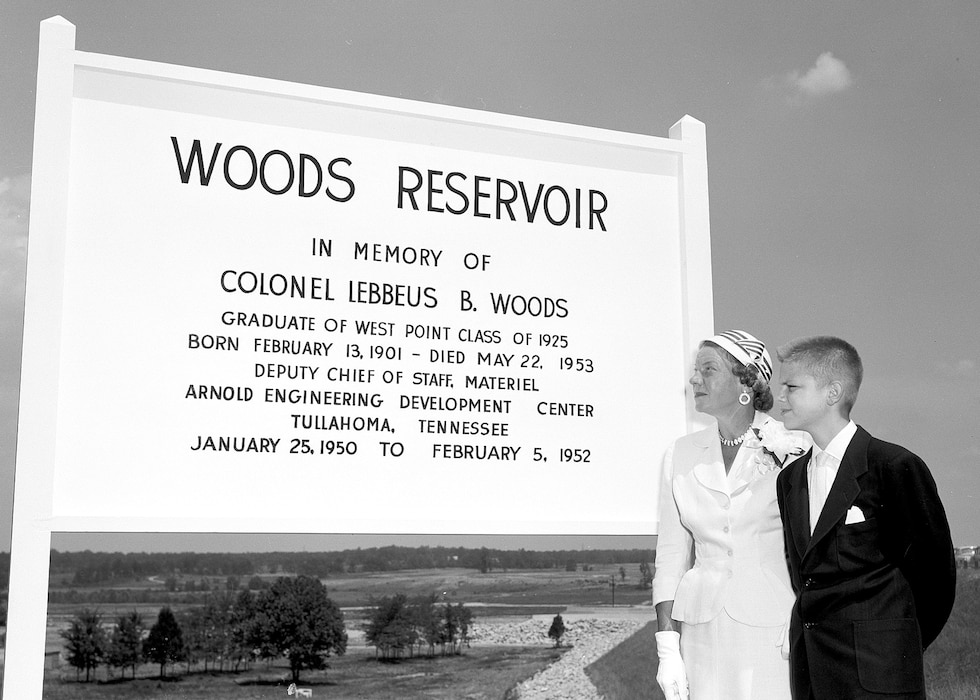 WOODS RESERVOIR
IN MEMORY OF
COLONEL LEBBEUS B. WOODS
GRADUATE OF WEST POINT CLASS OF 1925
BORN FEBRUARY 13, 1901 - DIED MAY 22, 1953
DEPUTY CHIEF OF STAFF, MATERIEL
ARNOLD ENGINEERING DEVELOPMENT CENTER
TULLAHOMA, TENNESSEE
JANUARY 25, 1950 TO FEBRUARY 5, 1952